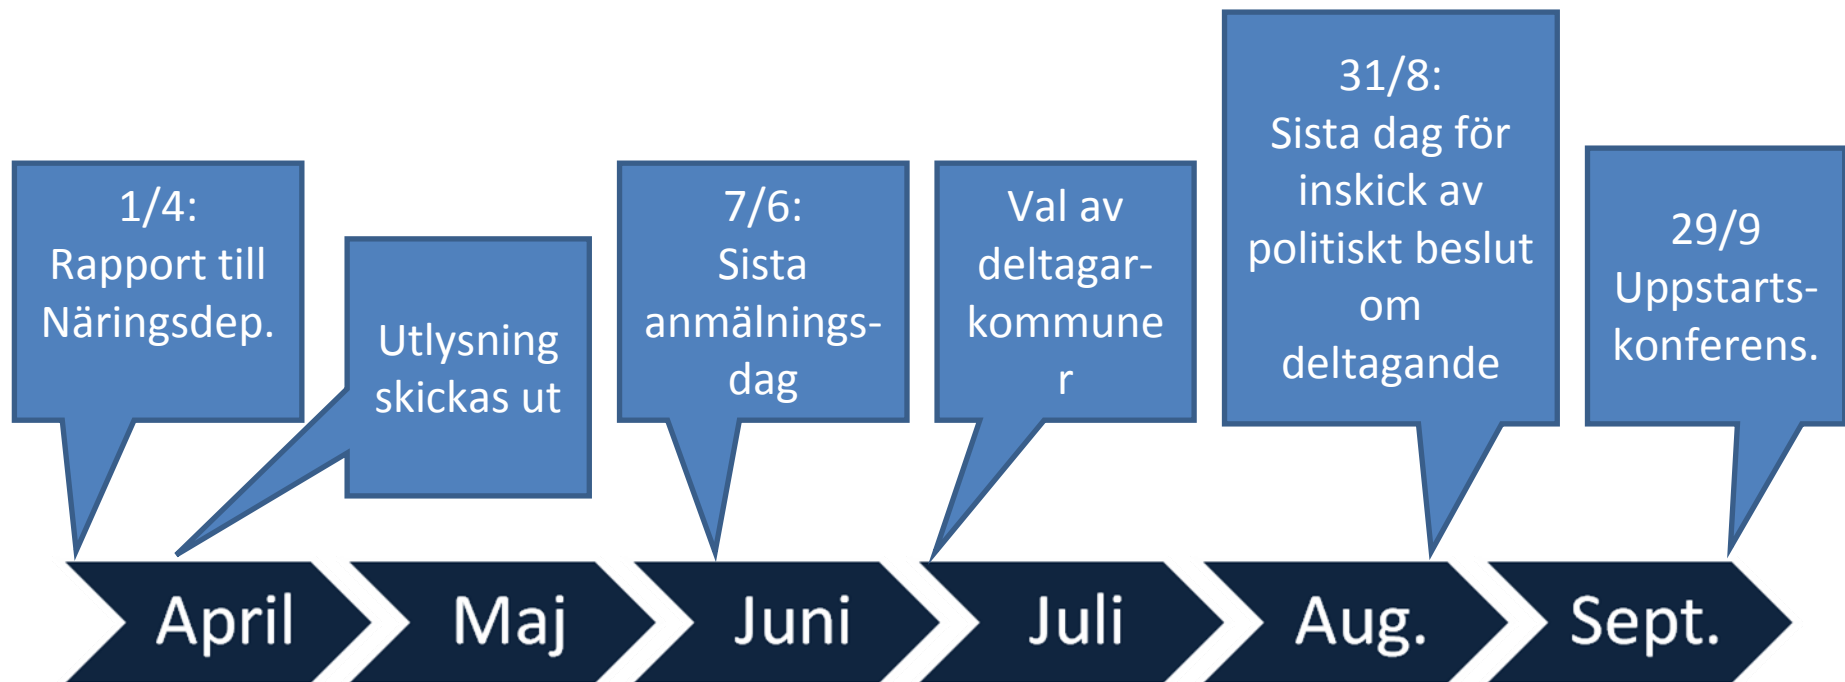 1/4:
Rapport till
Näringsdep.
Utlysning
skickas ut
7/6:
Sista
anmälnings-
dag
Val av
deltagar-
kommune
r
31/8:
Sista dag för
inskick av
politiskt beslut
om
deltagande
29/9
Uppstarts-
konferens.
April
Maj
Juni
Juli
Aug.
Sept.